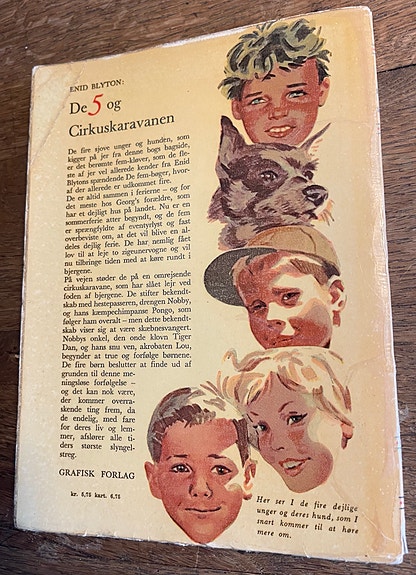 ENID BLYTON:
De 5 og
Cirkuskaravanen
De fire sjove unger og hunden, som
kigger på jer fra denne bogs bagside,
er det berømte fem-kløver, som de fle-
ste af jer vel allerede kender fra Enid
Blytons spændende De fem-bøger, hvor-
af der allerede er udkommet fire.
De er altid sammen i ferierne – og for
det meste hos Georg's forældre, som
har et dejligt hus på landet. Nu er en
sommerferie atter begyndt, og de fem
er sprængfyldte af eventyrlyst og fast
overbeviste om, at det vil blive en al-
deles dejlig ferie. De har nemlig fået
lov til at leje to zigeunervogne og vil
nu tilbringe tiden med at køre rundt i
bjergene.
På vejen støder de på en omrejsende
cirkuskaravane, som har slået lejr ved
foden af bjergene. De stifter bekendt-
skab med hestepasseren, drengen Nobby,
og hans kæmpechimpanse Pongo, som
følger ham overalt – men dette bekendt-
skab viser sig at være skæbnesvangert.
Nobbys onkel, den onde klovn Tiger
Dan, og hans snu ven, akrobaten Lou,
begynder at true og forfølge børnene.
De fire børn beslutter at finde ud af
grunden til denne me-
ningsløse forfølgelse –
og det kan nok være,
der kommer overra-
skende ting frem, da
de endelig, med fare
for deres liv og lem-
mer, afslører alle ti-
ders største slyngel-
streg.
GRAFISK FORLAG
kr. 5,75 kart. 6,75
Her ser I de fire dejlige
unger og deres hund, som I
snart kommer til at høre
mere om.